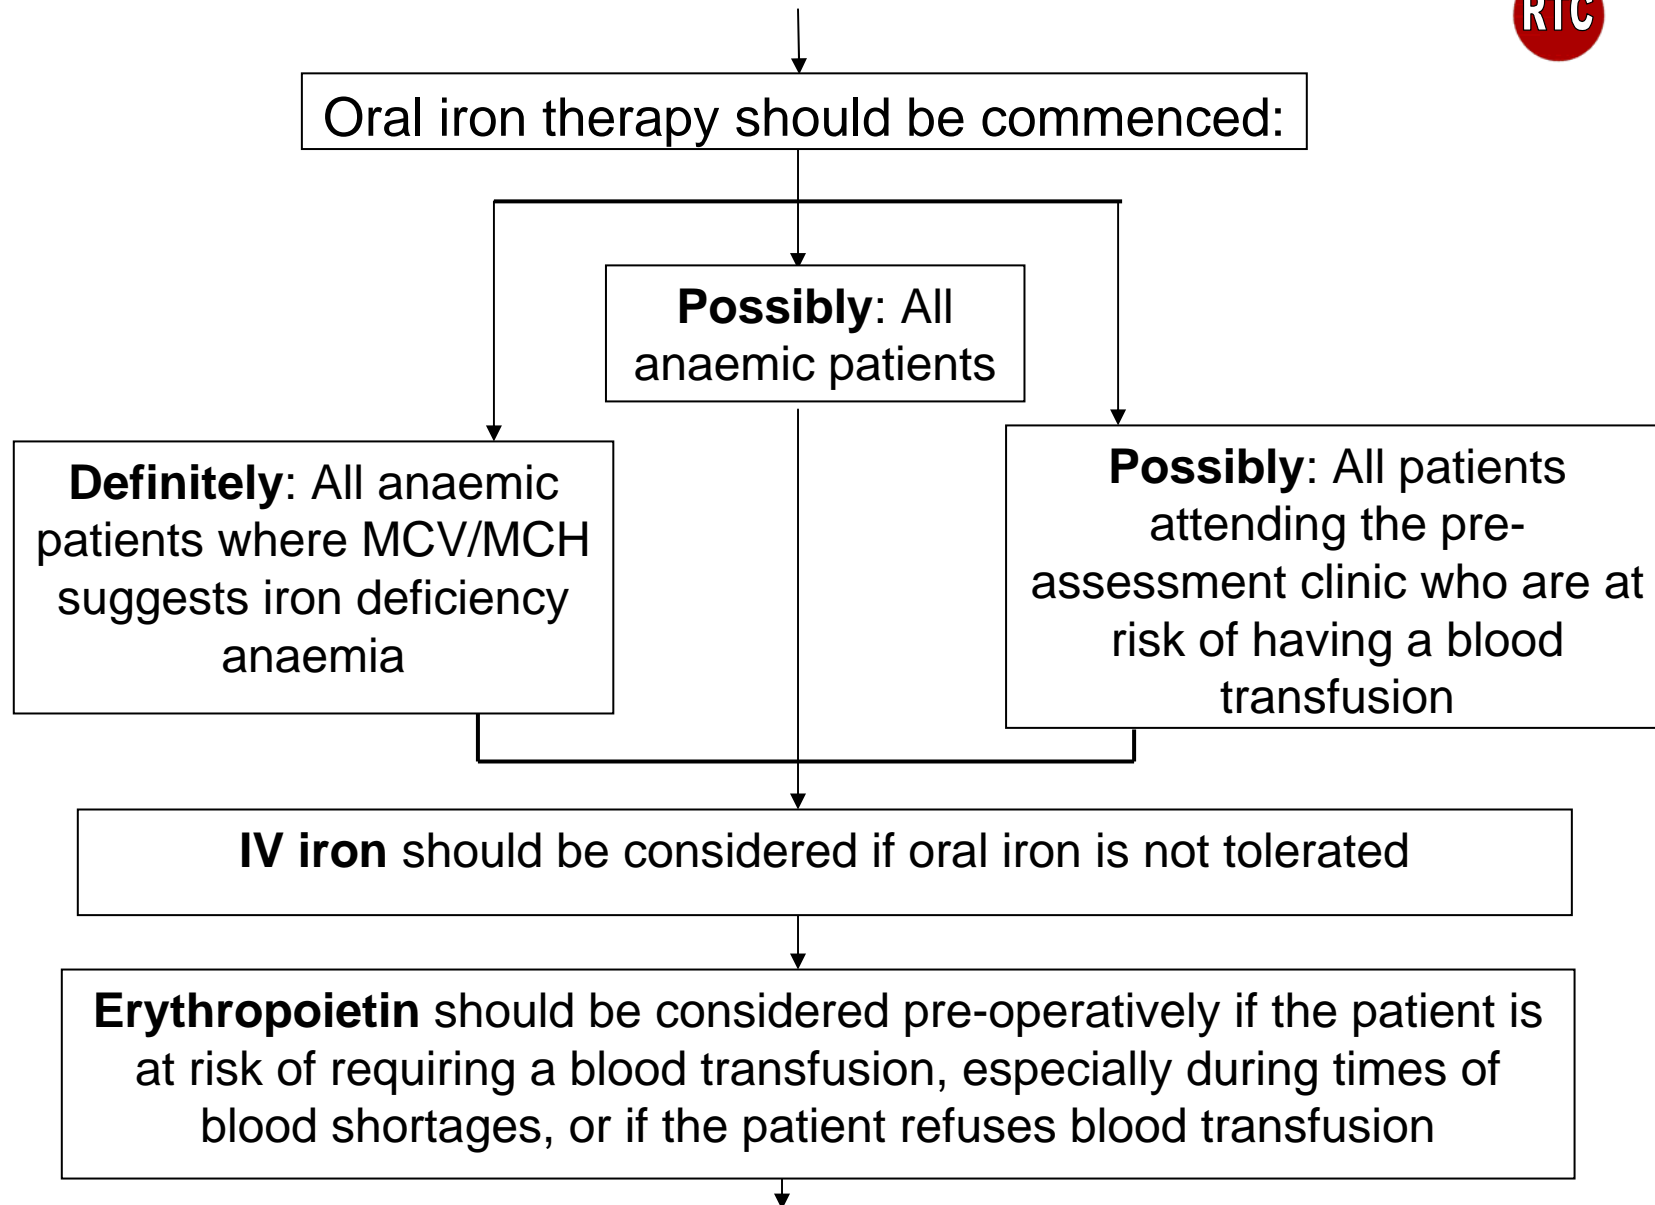 RTC
Oral iron therapy should be commenced:
Possibly: All
anaemic patients
Definitely: All anaemic
patients where MCV/MCH
suggests iron deficiency
anaemia
Possibly: All patients
attending the pre-
assessment clinic who are at
risk of having a blood
transfusion
IV iron should be considered if oral iron is not tolerated
Erythropoietin should be considered pre-operatively if the patient is
at risk of requiring a blood transfusion, especially during times of
blood shortages, or if the patient refuses blood transfusion